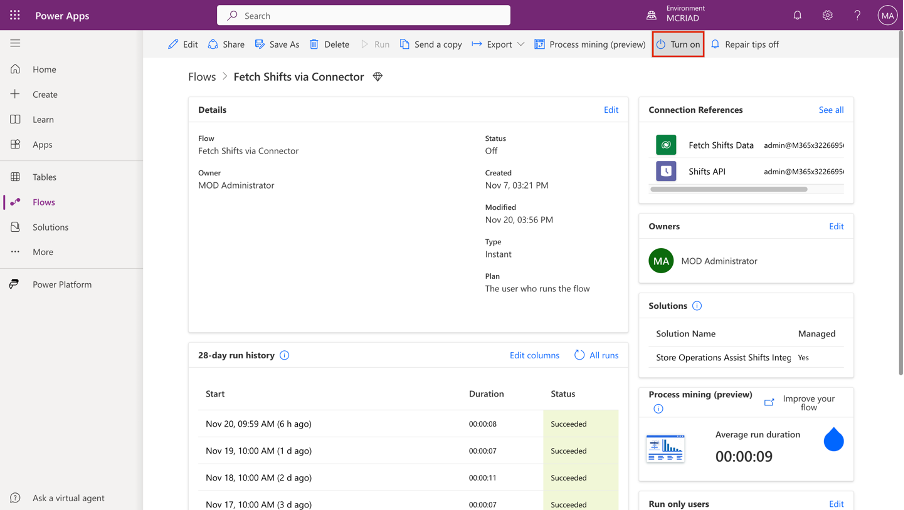 Power Apps
Search
Environment
MCRIAD
MA
Edit
Share
Save As
Delete
Run
Send a copy
Export
Process mining (preview)
Turn on
Repair tips off
Home
Create
Learn
Apps
Tables
Flows
Solutions
More
Power Platform
Ask a virtual agent
Flows > Fetch Shifts via Connector
Details
Edit
Flow
Fetch Shifts via Connector
Owner
MOD Administrator
Status
Off
Created
Nov 7, 03:21 PM
Modified
Nov 20, 03:56 PM
Type
Instant
Plan
The user who runs the flow
28-day run history
Edit columns
All runs
Start Duration Status
Nov 20, 09:59 AM (6 h ago) 00:00:08 Succeeded
Nov 19, 10:00 AM (1 d ago) 00:00:07 Succeeded
Nov 18, 10:00 AM (2 d ago) 00:00:11 Succeeded
Nov 17, 10:00 AM (3 d ago) 00:00:07 Succeeded
Connection References
See all
Fetch Shifts Data admin@M365x3226695
Shifts API admin@M365x3226695
Owners
Edit
MA MOD Administrator
Solutions
Solution Name Managed
Store Operations Assist Shifts Integ Yes
Process mining (preview)
Improve your
flow
Average run duration
00:00:09
Run only users
Edit